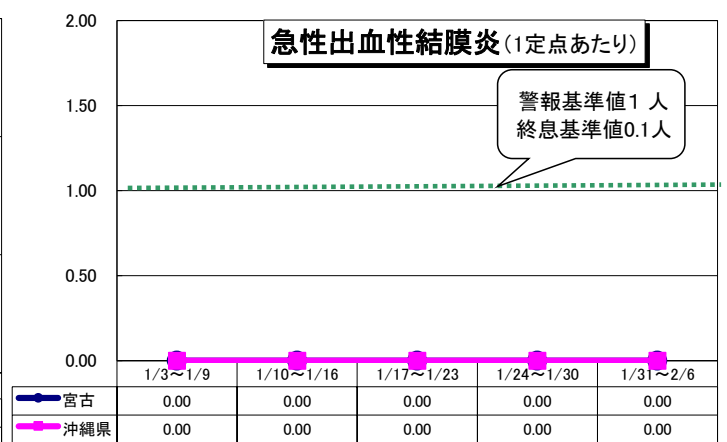 急性出血性結膜炎(1定点あたり)
警報基準値1 人
終息基準値0.1人
2.00
1.50
1.00
0.50
0.00
1/3~1/9 1/10~1/16 1/17~1/23 1/24~1/30 1/31~2/6
宮古 0.00 0.00 0.00 0.00 0.00
沖縄県 0.00 0.00 0.00 0.00 0.00